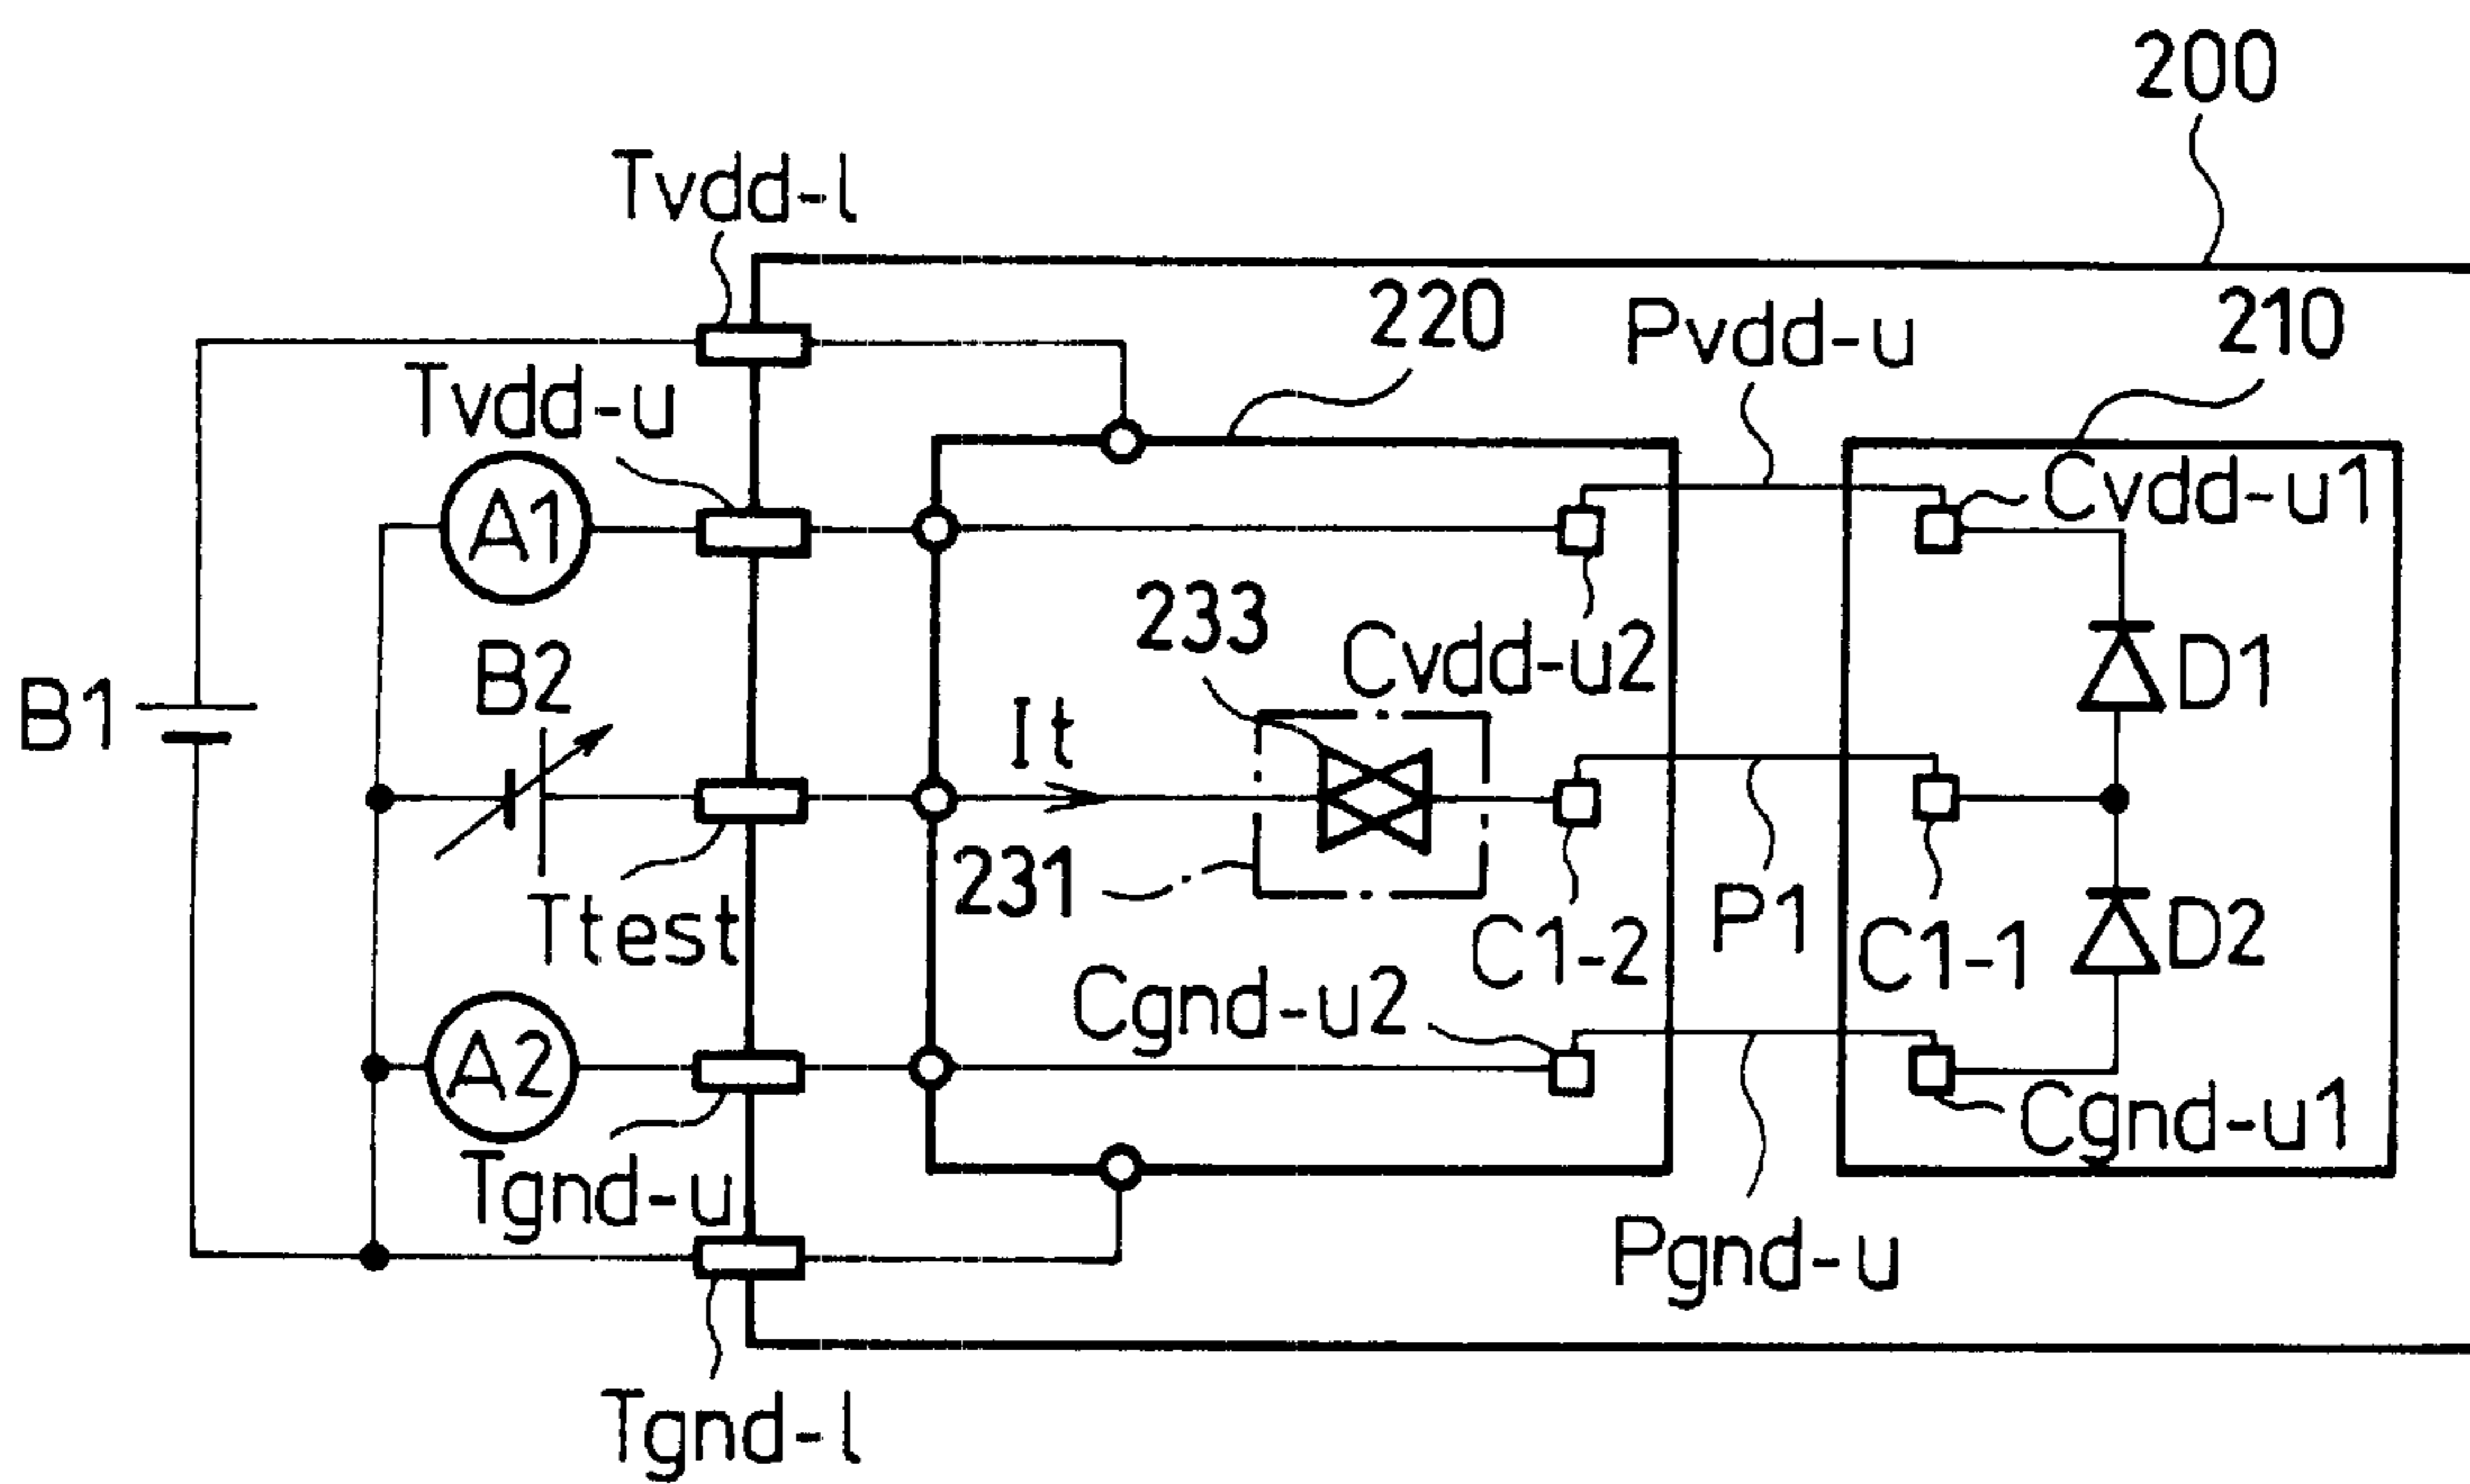 200
Tvdd-l
220
Pvdd-u
210
Tvdd-u
Cvdd-u1
A1
233
B2
Cvdd-u2
D1
B1
It
231
Ttest
C1-2
P1
C1-1
D2
Cgnd-u2
A2
Cgnd-u1
Tgnd-u
Pgnd-u
Tgnd-l